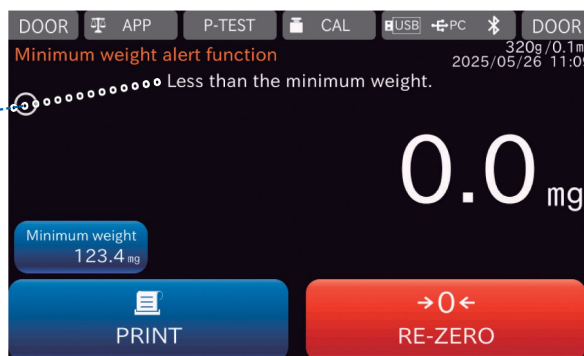 DOOR APP P-TEST CAL USB PC DOOR
Minimum weight alert function
320g/0.1m
2025/05/26 11:09
Less than the minimum weight.
0.0 mg
Minimum weight
123.4 mg
→0←
PRINT RE-ZERO